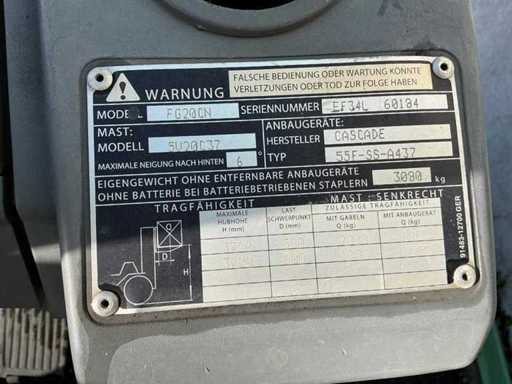 WARNUNG
FALSCHE BEDIENUNG ODER WARTUNG KÖNNTE
VERLETZUNGEN ODER TOD ZUR FOLGE HABEN
MODELL FG20CN SERIENNUMMER EF34L 60184
MAST:
MODELL 5V20C37
MAXIMALE NEIGUNG NACH HINTEN 6°
ANBAUGERÄTE:
HERSTELLER CASCADE
TYP 55F-SS-A437
EIGENGEWICHT OHNE ENTFERNBARE ANBAUGERÄTE
OHNE BATTERIE BEI BATTERIEBETRIEBENEN STAPLERN 3080 kg
TRAGFÄHIGKEIT MAST SENKRECHT
MAXIMALE
HUBHÖHE
H (mm)
LAST
SCHWERPUNKT
D (mm)
ZULÄSSIGE TRAGFÄHIGKEIT
MIT GABELN
Q (kg)
MIT ANBAUGERÄT
Q (kg)
Q
D
H
91483-12700 GER